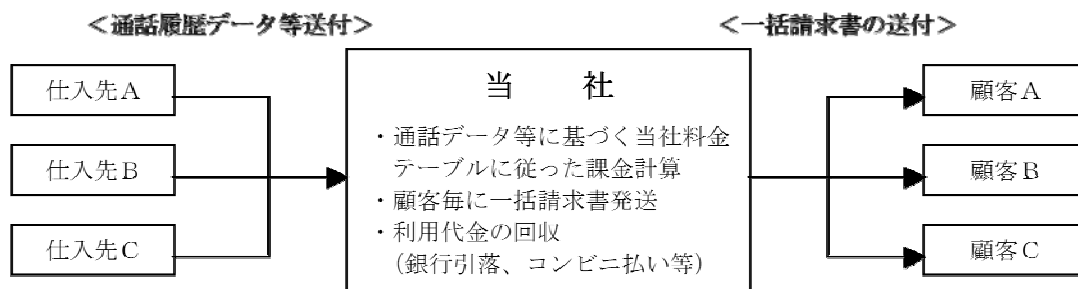 ＜通話履歴データ等送付＞
＜一括請求書の送付＞
仕入先A
仕入先B
仕入先C
当　社
・通話データ等に基づく当社料金
テーブルに従った課金計算
・顧客毎に一括請求書発送
・利用代金の回収
（銀行引落、コンビニ払い等）
顧客A
顧客B
顧客C